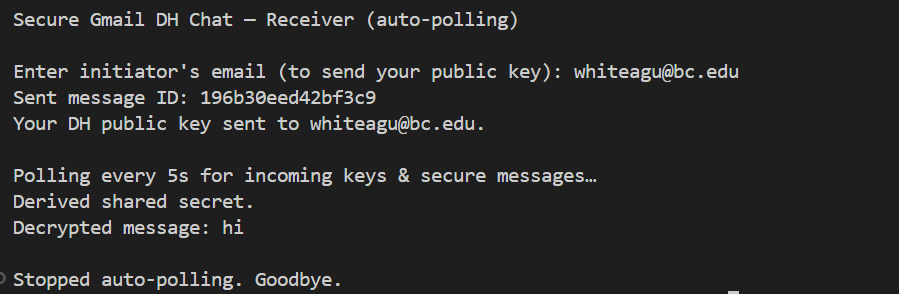 Secure Gmail DH Chat — Receiver (auto-polling)
Enter initiator's email (to send your public key): whiteagu@bc.edu
Sent message ID: 196b30eed42bf3c9
Your DH public key sent to whiteagu@bc.edu.
Polling every 5s for incoming keys & secure messages…
Derived shared secret.
Decrypted message: hi
Stopped auto-polling. Goodbye.